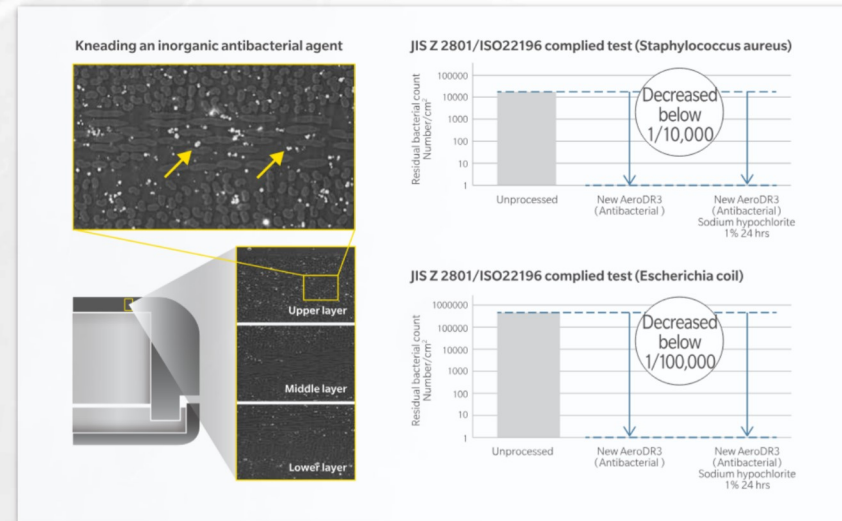 Kneading an inorganic antibacterial agent
Upper layer
Middle layer
Lower layer
JIS Z 2801/ISO22196 complied test (Staphylococcus aureus)
Residual bacterial count
Number/cm²
100000
10000
1000
100
10
1
Decreased
below
1/10,000
Unprocessed
New AeroDR3
(Antibacterial )
New AeroDR3
(Antibacterial)
Sodium hypochlorite
1% 24 hrs
JIS Z 2801/ISO22196 complied test (Escherichia coil)
Residual bacterial count
Number/cm²
1000000
100000
10000
1000
100
10
1
Decreased
below
1/100,000
Unprocessed
New AeroDR3
(Antibacterial )
New AeroDR3
(Antibacterial)
Sodium hypochlorite
1% 24 hrs